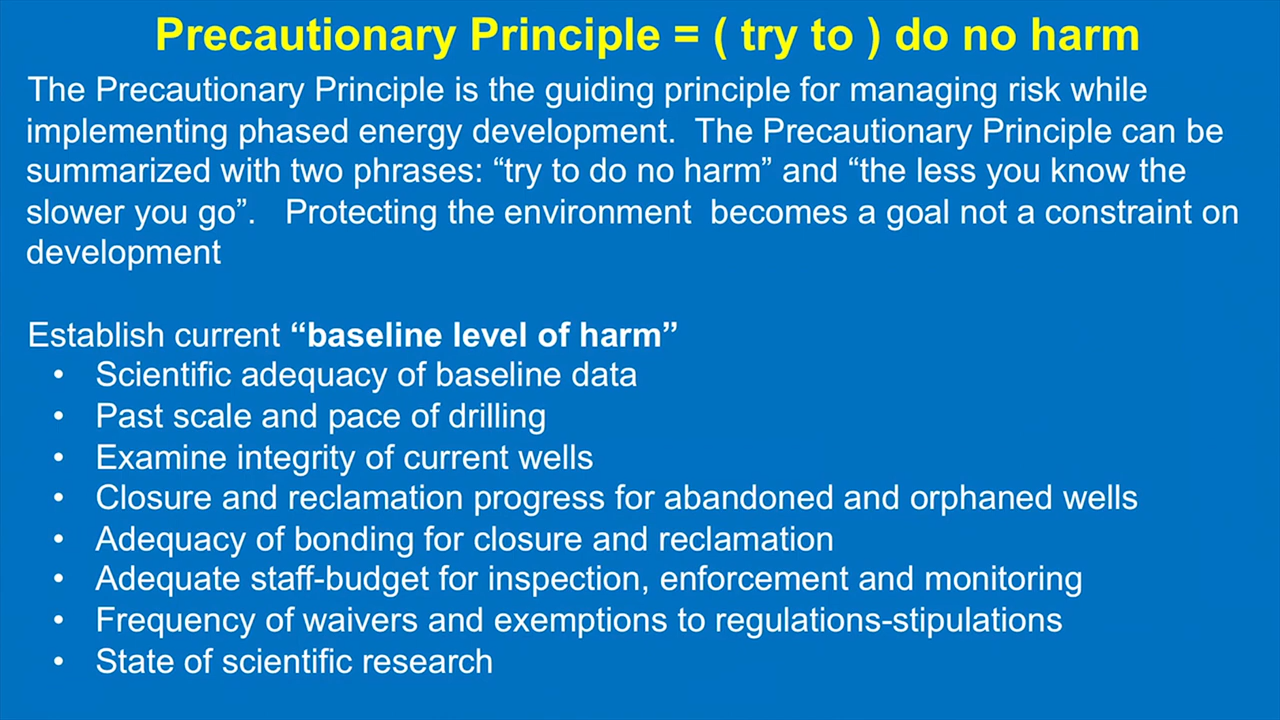 Precautionary Principle = ( try to ) do no harm
The Precautionary Principle is the guiding principle for managing risk while
implementing phased energy development.  The Precautionary Principle can be
summarized with two phrases: “try to do no harm” and “the less you know the
slower you go”.   Protecting the environment  becomes a goal not a constraint on
development
Establish current “baseline level of harm”
• Scientific adequacy of baseline data
• Past scale and pace of drilling
• Examine integrity of current wells
• Closure and reclamation progress for abandoned and orphaned wells
• Adequacy of bonding for closure and reclamation
• Adequate staff-budget for inspection, enforcement and monitoring
• Frequency of waivers and exemptions to regulations-stipulations
• State of scientific research